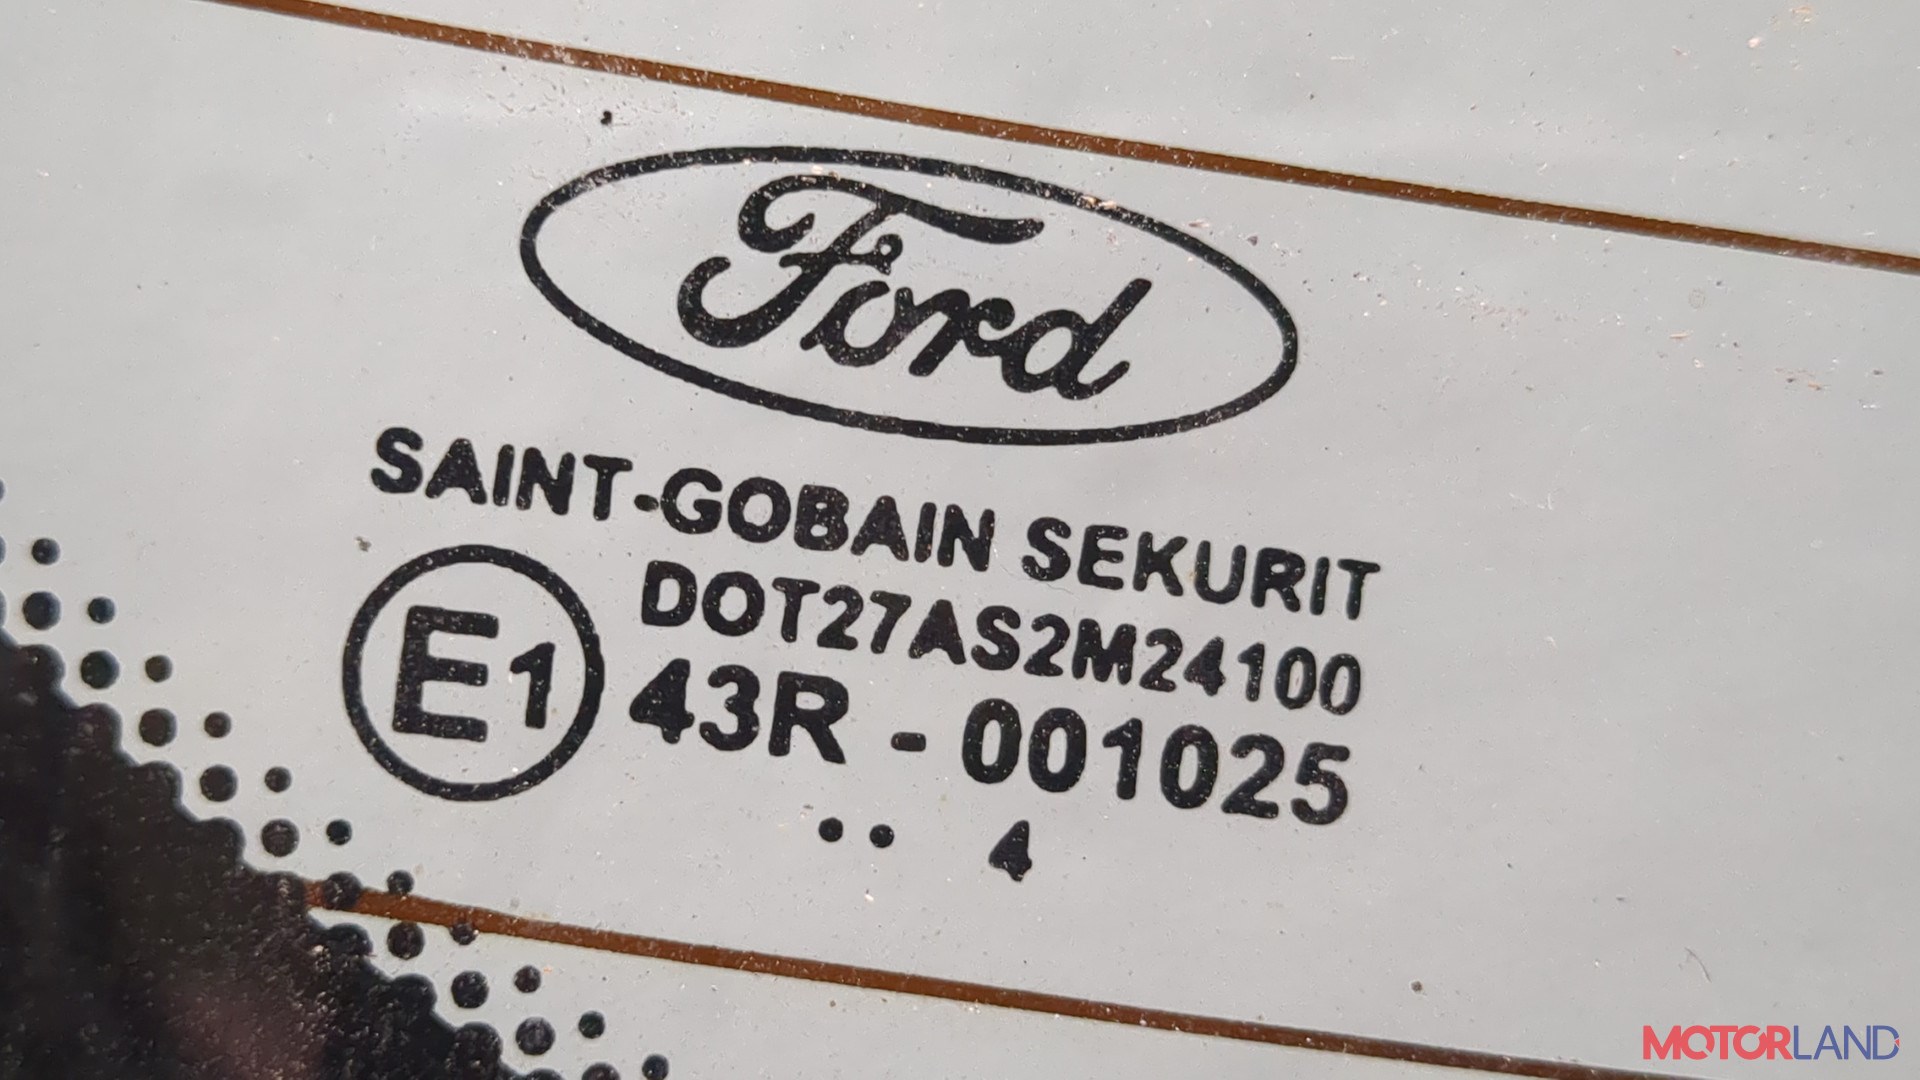 Ford
SAINT-GOBAIN SEKURIT
DOT27AS2M24100
E1
43R - 001025
.. 4
MOTORLAND